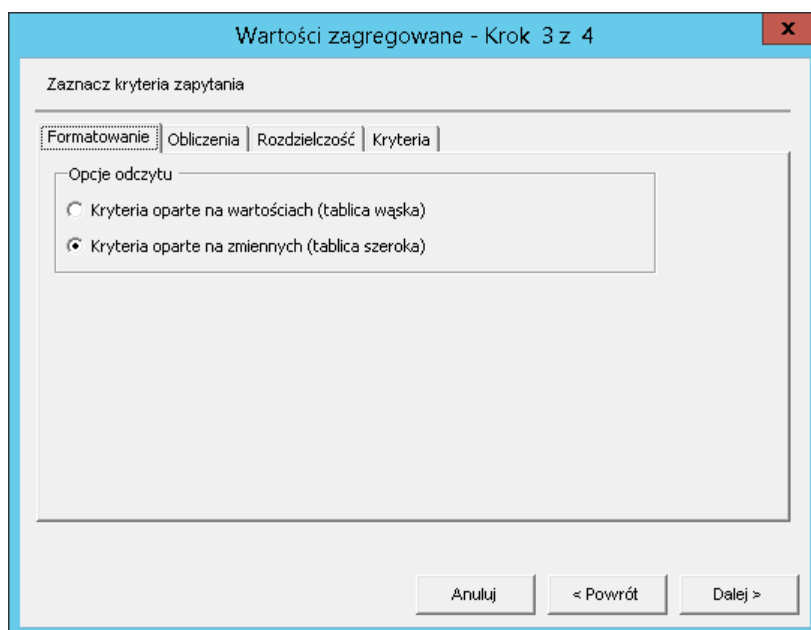 Wartości zagregowane - Krok 3 z 4
x
Zaznacz kryteria zapytania
Formatowanie Obliczenia Rozdzielczość Kryteria
Opcje odczytu
Kryteria oparte na wartościach (tablica wąska)
Kryteria oparte na zmiennych (tablica szeroka)
Anuluj < Powrót Dalej >